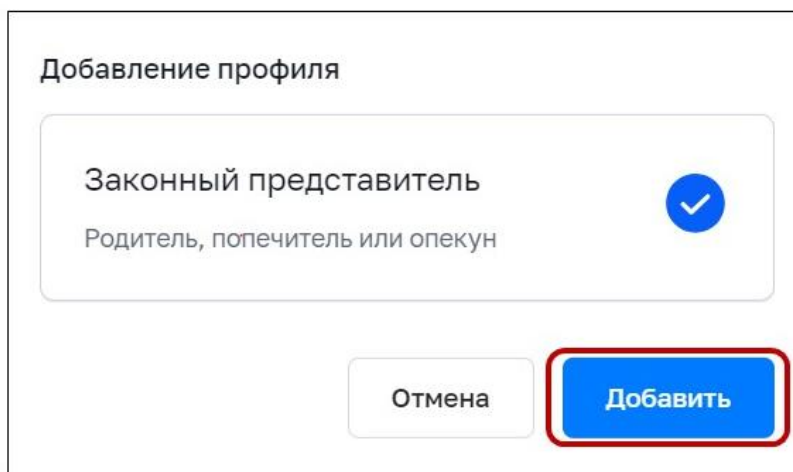 Добавление профиля
Законный представитель
Родитель, попечитель или опекун
Отмена
Добавить